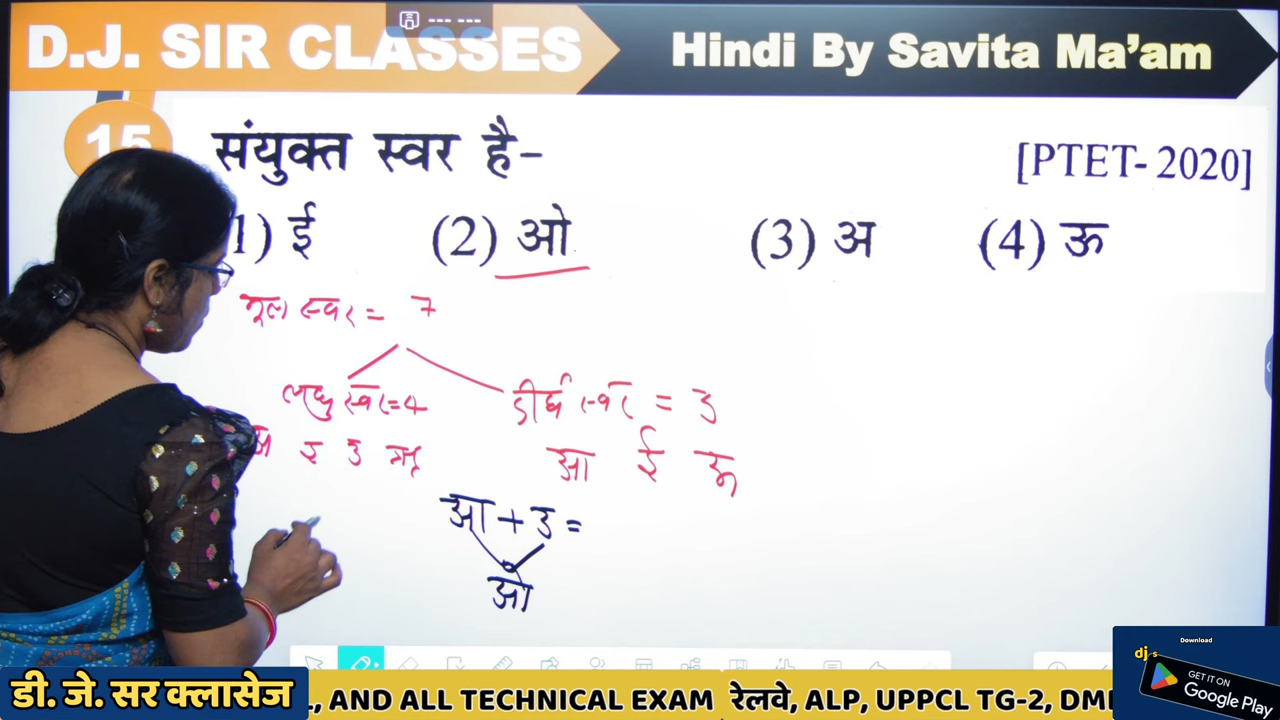 D.J. SIR CLASSES
Hindi By Savita Ma'am
15
संयुक्त स्वर है-
[PTET- 2020]
1) ई (2) ओ (3) अ (4) ऊ
मूल स्वर = 7
लघु स्वर = 4 दीर्घ स्वर = 3
अ इ उ ऋ आ ई ऊ
आ + उ =
ओ
डी. जे. सर क्लासेज
L, AND ALL TECHNICAL EXAM रेलवे, ALP, UPPCL TG-2, DM
Download
dj s
GET IT ON
Google Play